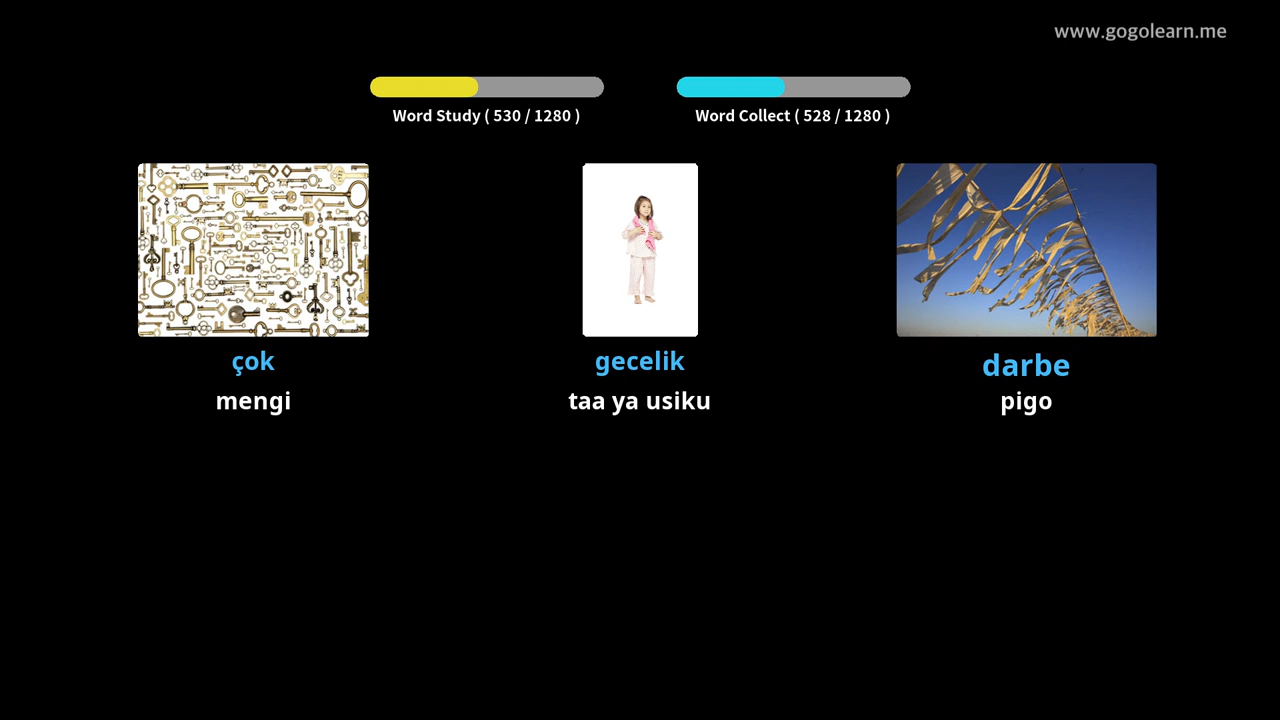 www.gogolearn.me
Word Study ( 530 / 1280 )
Word Collect ( 528 / 1280 )
çok
gecelik
darbe
mengi
taa ya usiku
pigo